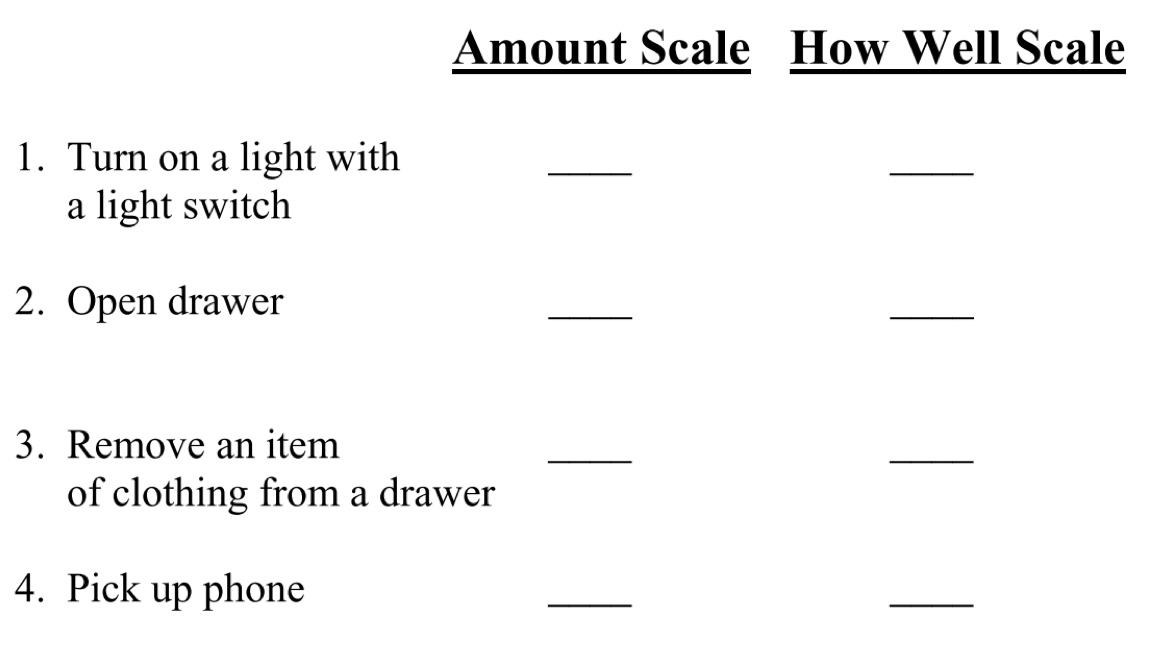 Amount Scale How Well Scale
1. Turn on a light with ____ ____
a light switch
2. Open drawer ____ ____
3. Remove an item ____ ____
of clothing from a drawer
4. Pick up phone ____ ____